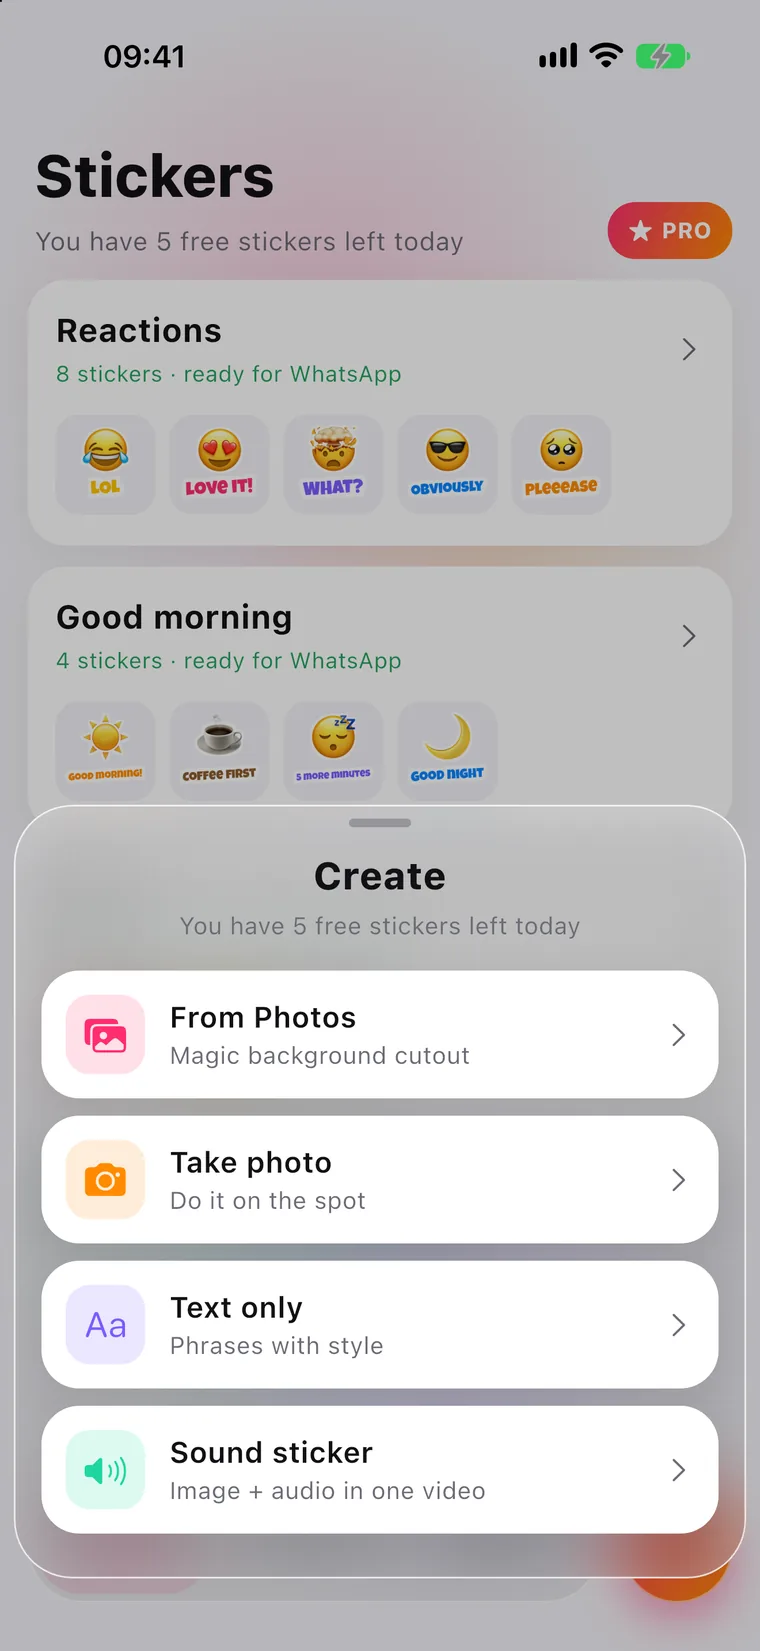 09:41
Stickers
You have 5 free stickers left today
PRO
Reactions
8 stickers · ready for WhatsApp
LOL
LOVE IT!
WHAT?
OBVIOUSLY
PLEEEASE
Good morning
4 stickers · ready for WhatsApp
GOOD MORNING!
COFFEE FIRST
zzZ
5 MORE MINUTES
GOOD NIGHT
Create
You have 5 free stickers left today
From Photos
Magic background cutout
Take photo
Do it on the spot
Aa
Text only
Phrases with style
Sound sticker
Image + audio in one video